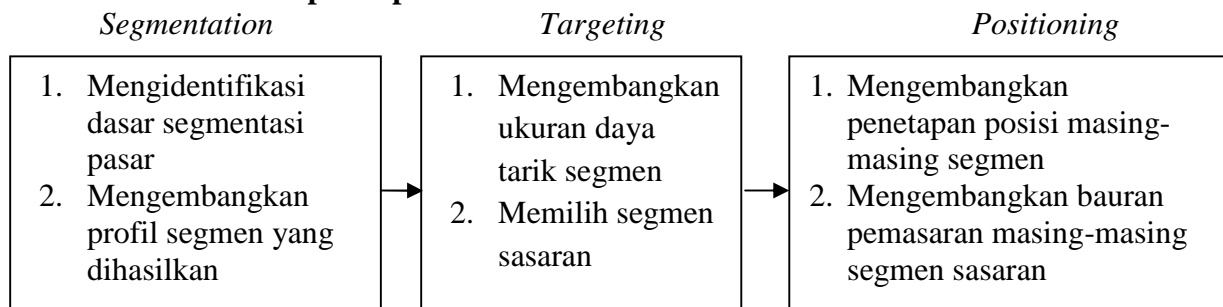 Segmentation
Targeting
Positioning
1. Mengidentifikasi
dasar segmentasi
pasar
2. Mengembangkan
profil segmen yang
dihasilkan
1. Mengembangkan
ukuran daya
tarik segmen
2. Memilih segmen
sasaran
1. Mengembangkan
penetapan posisi masing-
masing segmen
2. Mengembangkan bauran
pemasaran masing-masing
segmen sasaran